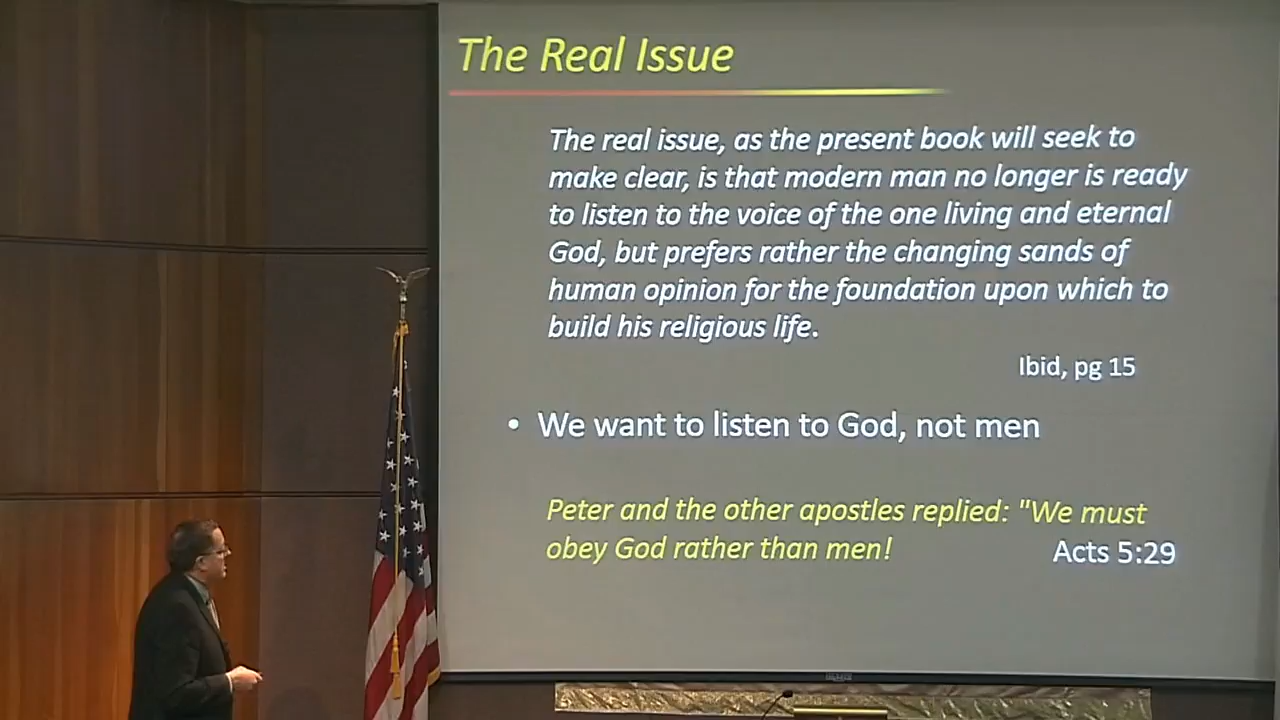 The Real Issue
The real issue, as the present book will seek to
make clear, is that modern man no longer is ready
to listen to the voice of the one living and eternal
God, but prefers rather the changing sands of
human opinion for the foundation upon which to
build his religious life.
Ibid, pg 15
• We want to listen to God, not men
Peter and the other apostles replied: "We must
obey God rather than men!
Acts 5:29